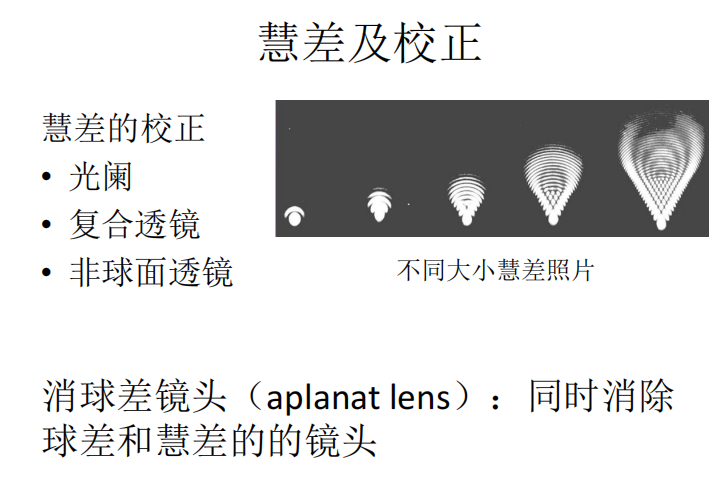 慧差及校正
慧差的校正
• 光阑
• 复合透镜
• 非球面透镜
不同大小慧差照片
消球差镜头（aplanat lens）：同时消除
球差和慧差的的镜头